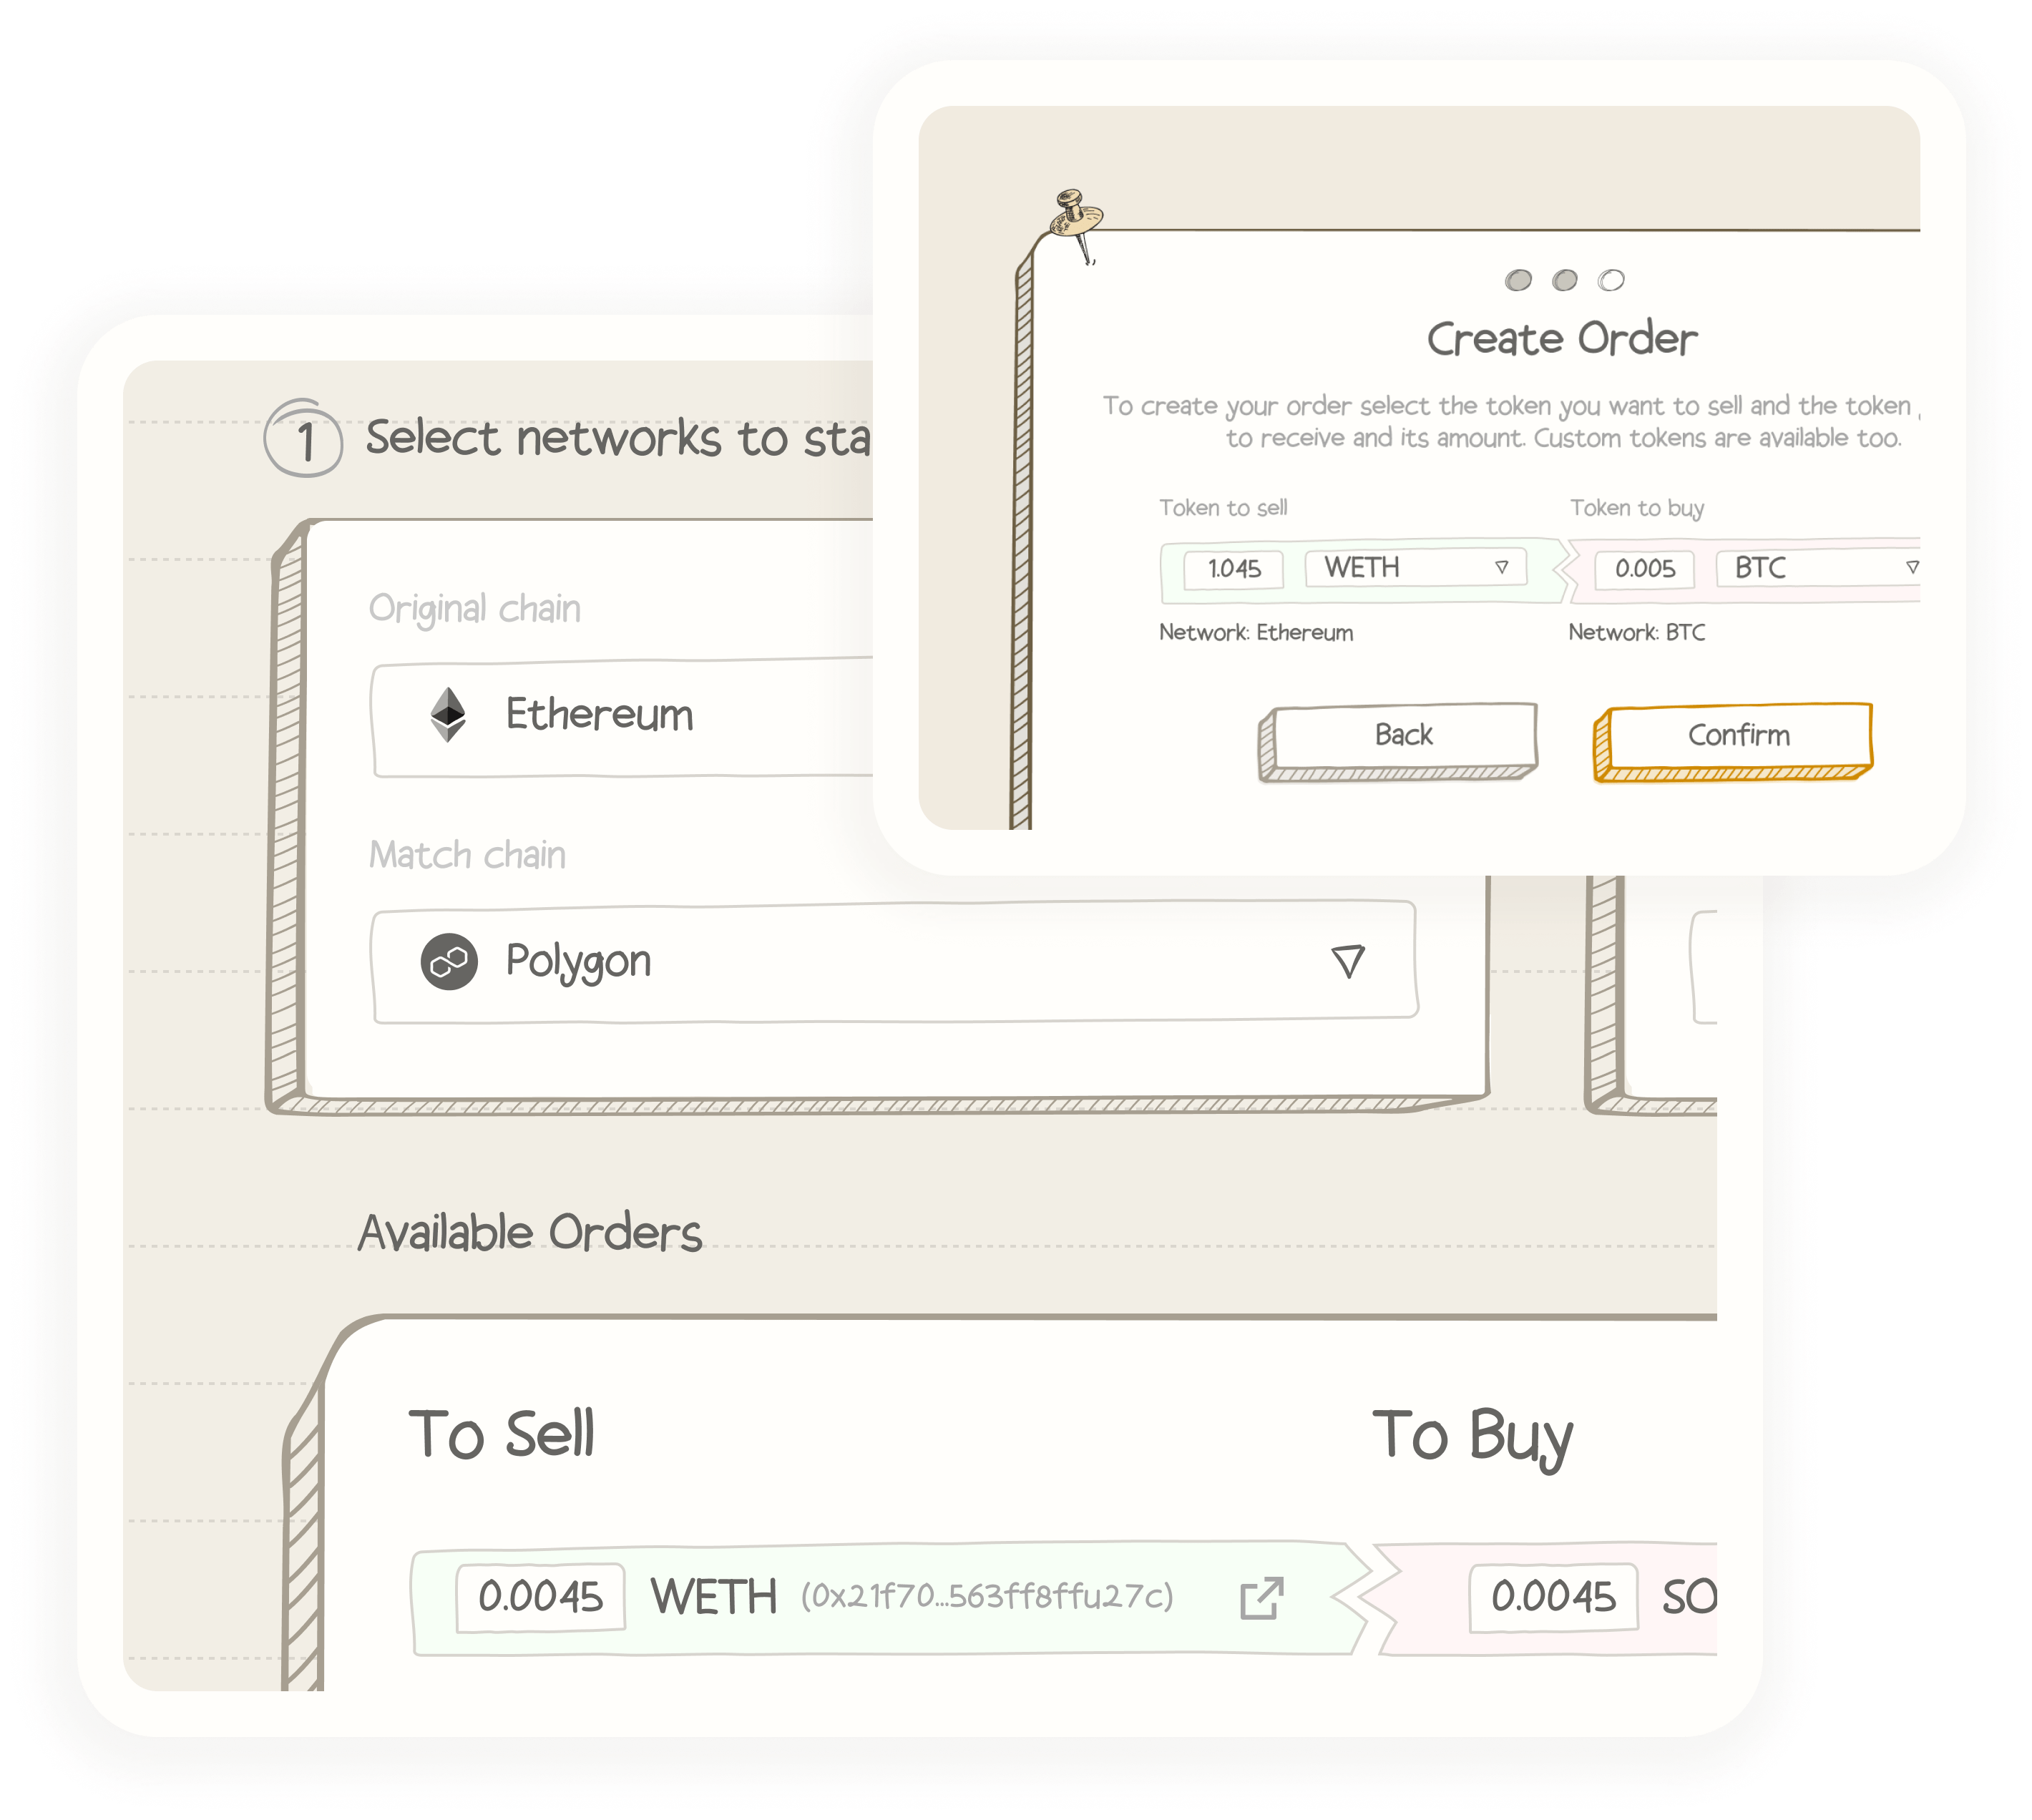 Create Order
To create your order select the token you want to sell and the token
to receive and its amount. Custom tokens are available too.
Token to sell
Token to buy
1.045 WETH
0.005 BTC
Network: Ethereum
Network: BTC
Back
Confirm
1 Select networks to sta
Original chain
Ethereum
Match chain
Polygon
Available Orders
To Sell
To Buy
0.0045 WETH (0x21f70...563ff8ffu27c)
0.0045 SO